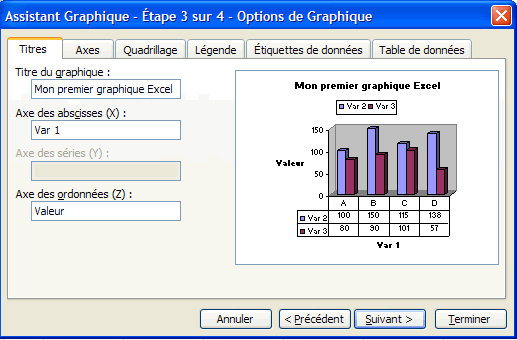 Assistant Graphique - Étape 3 sur 4 - Options de Graphique
Titres Axes Quadrillage Légende Étiquettes de données Table de données
Titre du graphique :
Mon premier graphique Excel
Axe des abscisses (X) :
Var 1
Axe des séries (Y) :
Axe des ordonnées (Z) :
Valeur
Mon premier graphique Excel
Var 2 Var 3
150
100
50
0
Valeur
A B C D
Var 2 100 150 115 138
Var 3 80 90 101 57
Var 1
Annuler < Précédent Suivant > Terminer